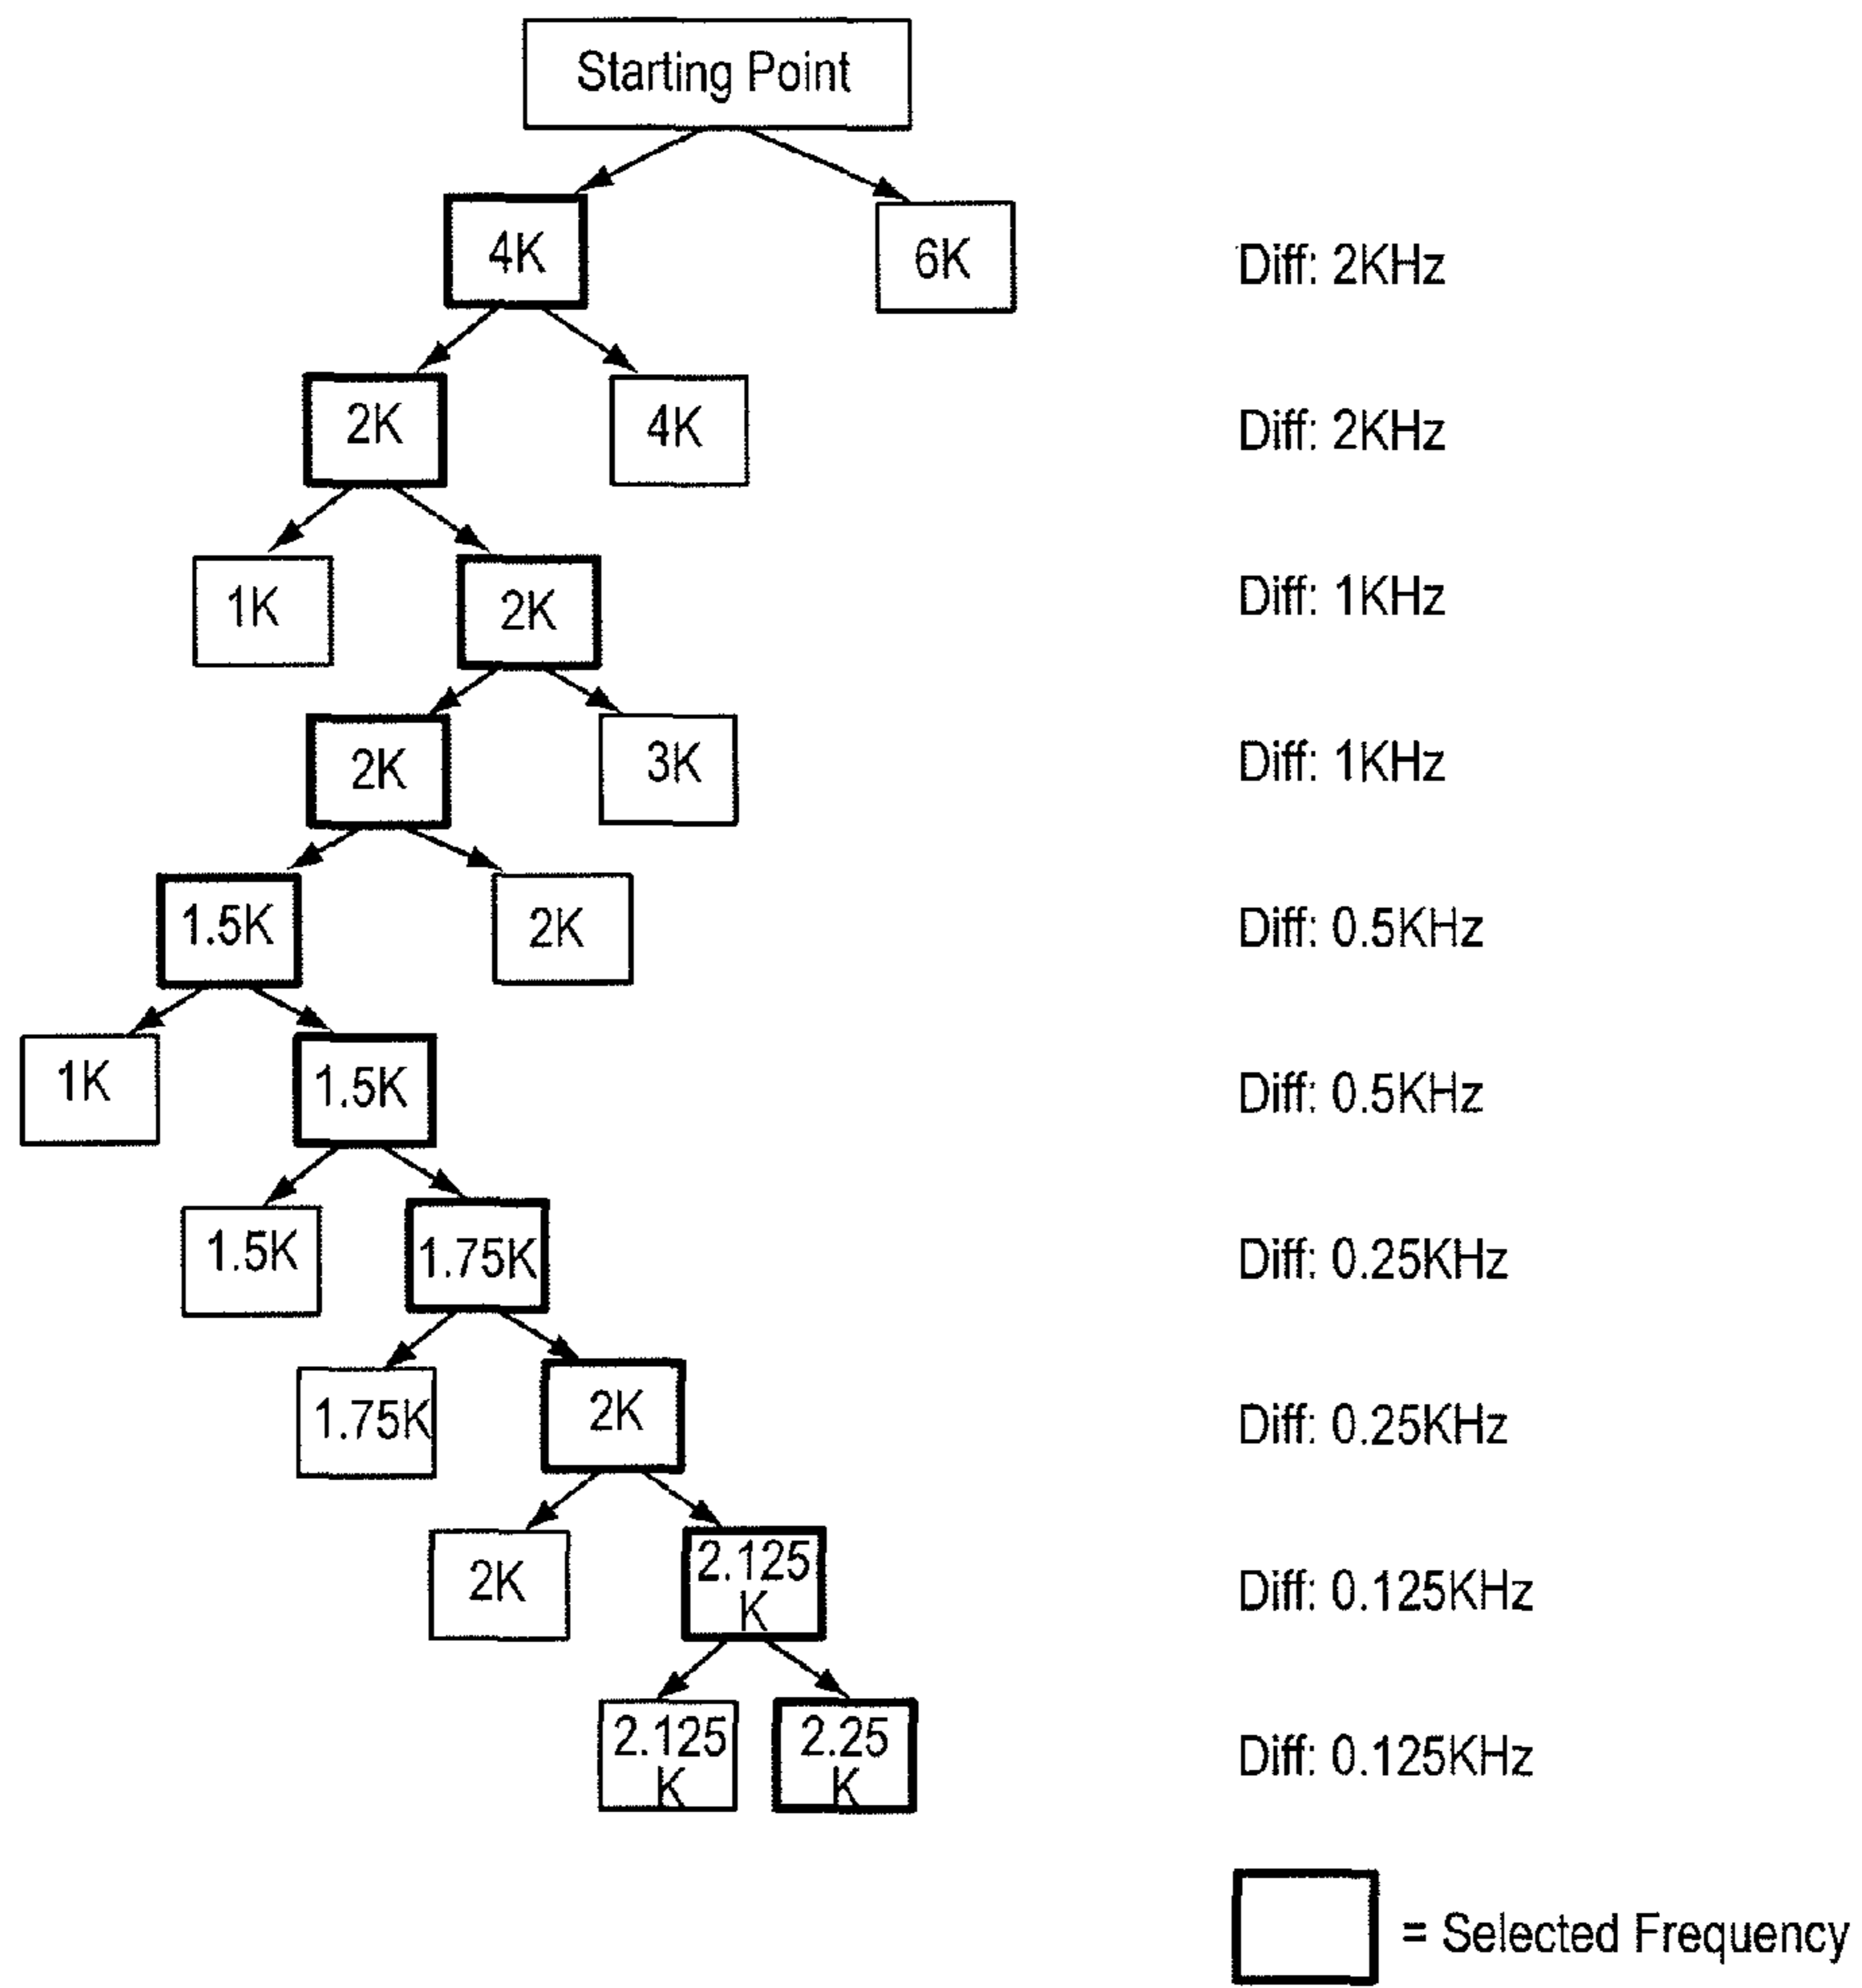 Starting Point
4K
6K
Diff: 2KHz
2K
4K
Diff: 2KHz
1K
2K
Diff: 1KHz
2K
3K
Diff: 1KHz
1.5K
2K
Diff: 0.5KHz
1K
1.5K
Diff: 0.5KHz
1.5K
1.75K
Diff: 0.25KHz
1.75K
2K
Diff: 0.25KHz
2K
2.125
K
Diff: 0.125KHz
2.125
K
2.25
K
Diff: 0.125KHz
= Selected Frequency